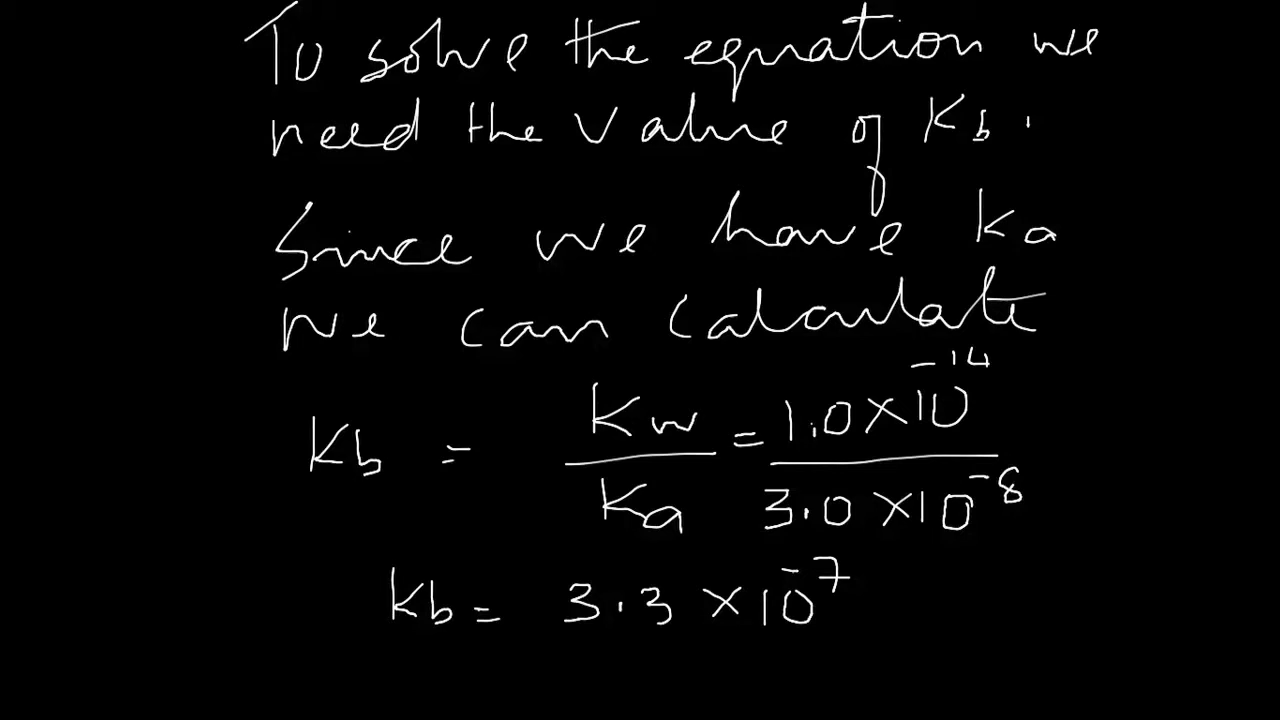 To solve the equation we
need the value of Kb.
Since we have Ka
we can calculate
Kb = Kw/Ka = 1.0×10⁻¹⁴/3.0×10⁻⁸
Kb = 3.3×10⁻⁷